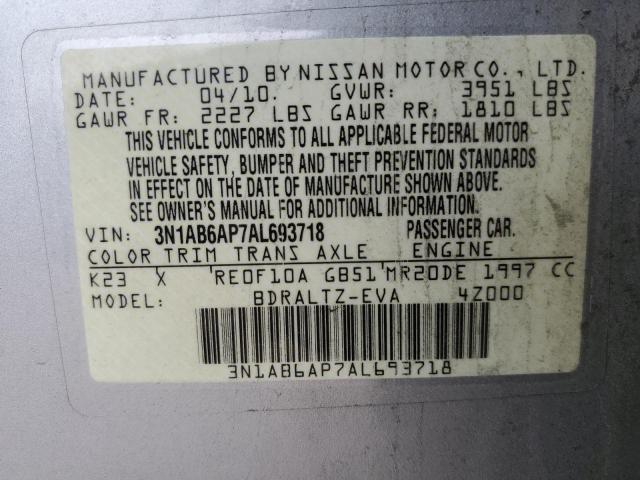 MANUFACTURED BY NISSAN MOTOR CO., LTD.
DATE: 04/10. GVWR: 3951 LBS
GAWR FR: 2227 LBS GAWR RR: 1810 LBS
THIS VEHICLE CONFORMS TO ALL APPLICABLE FEDERAL MOTOR
VEHICLE SAFETY, BUMPER AND THEFT PREVENTION STANDARDS
IN EFFECT ON THE DATE OF MANUFACTURE SHOWN ABOVE.
SEE OWNER'S MANUAL FOR ADDITIONAL INFORMATION.
VIN: 3N1AB6AP7AL693718 PASSENGER CAR.
COLOR TRIM TRANS AXLE ENGINE
K23 X 'RE0F10A GB51'MR20DE 1997 CC
MODEL: BDRALTZ-EVA 4Z000
3N1AB6AP7AL693718